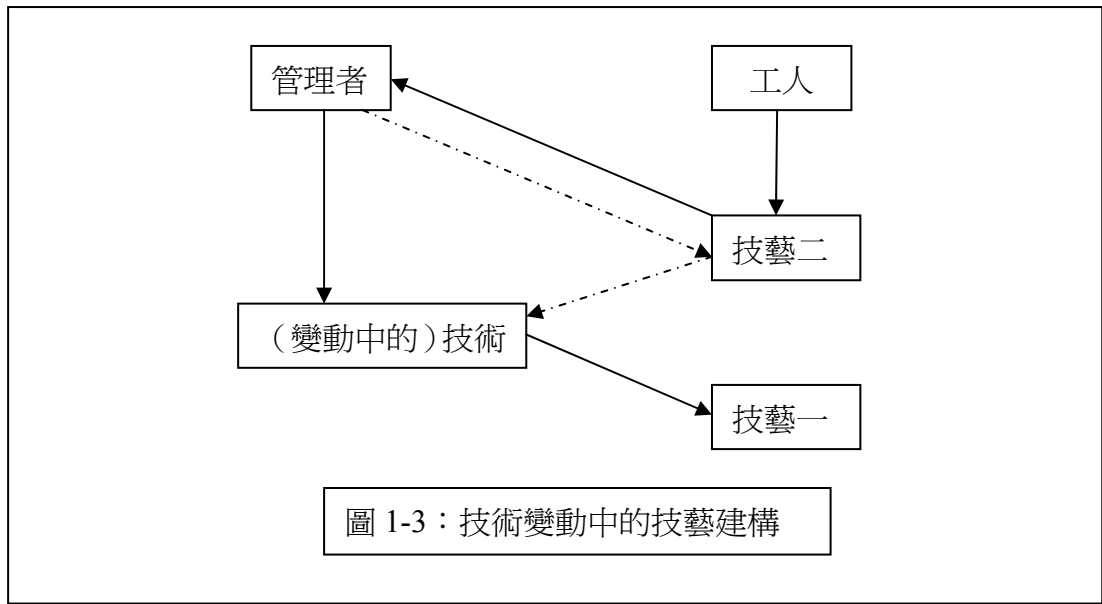 管理者
工人
技藝二
（變動中的）技術
技藝一
圖 1-3：技術變動中的技藝建構